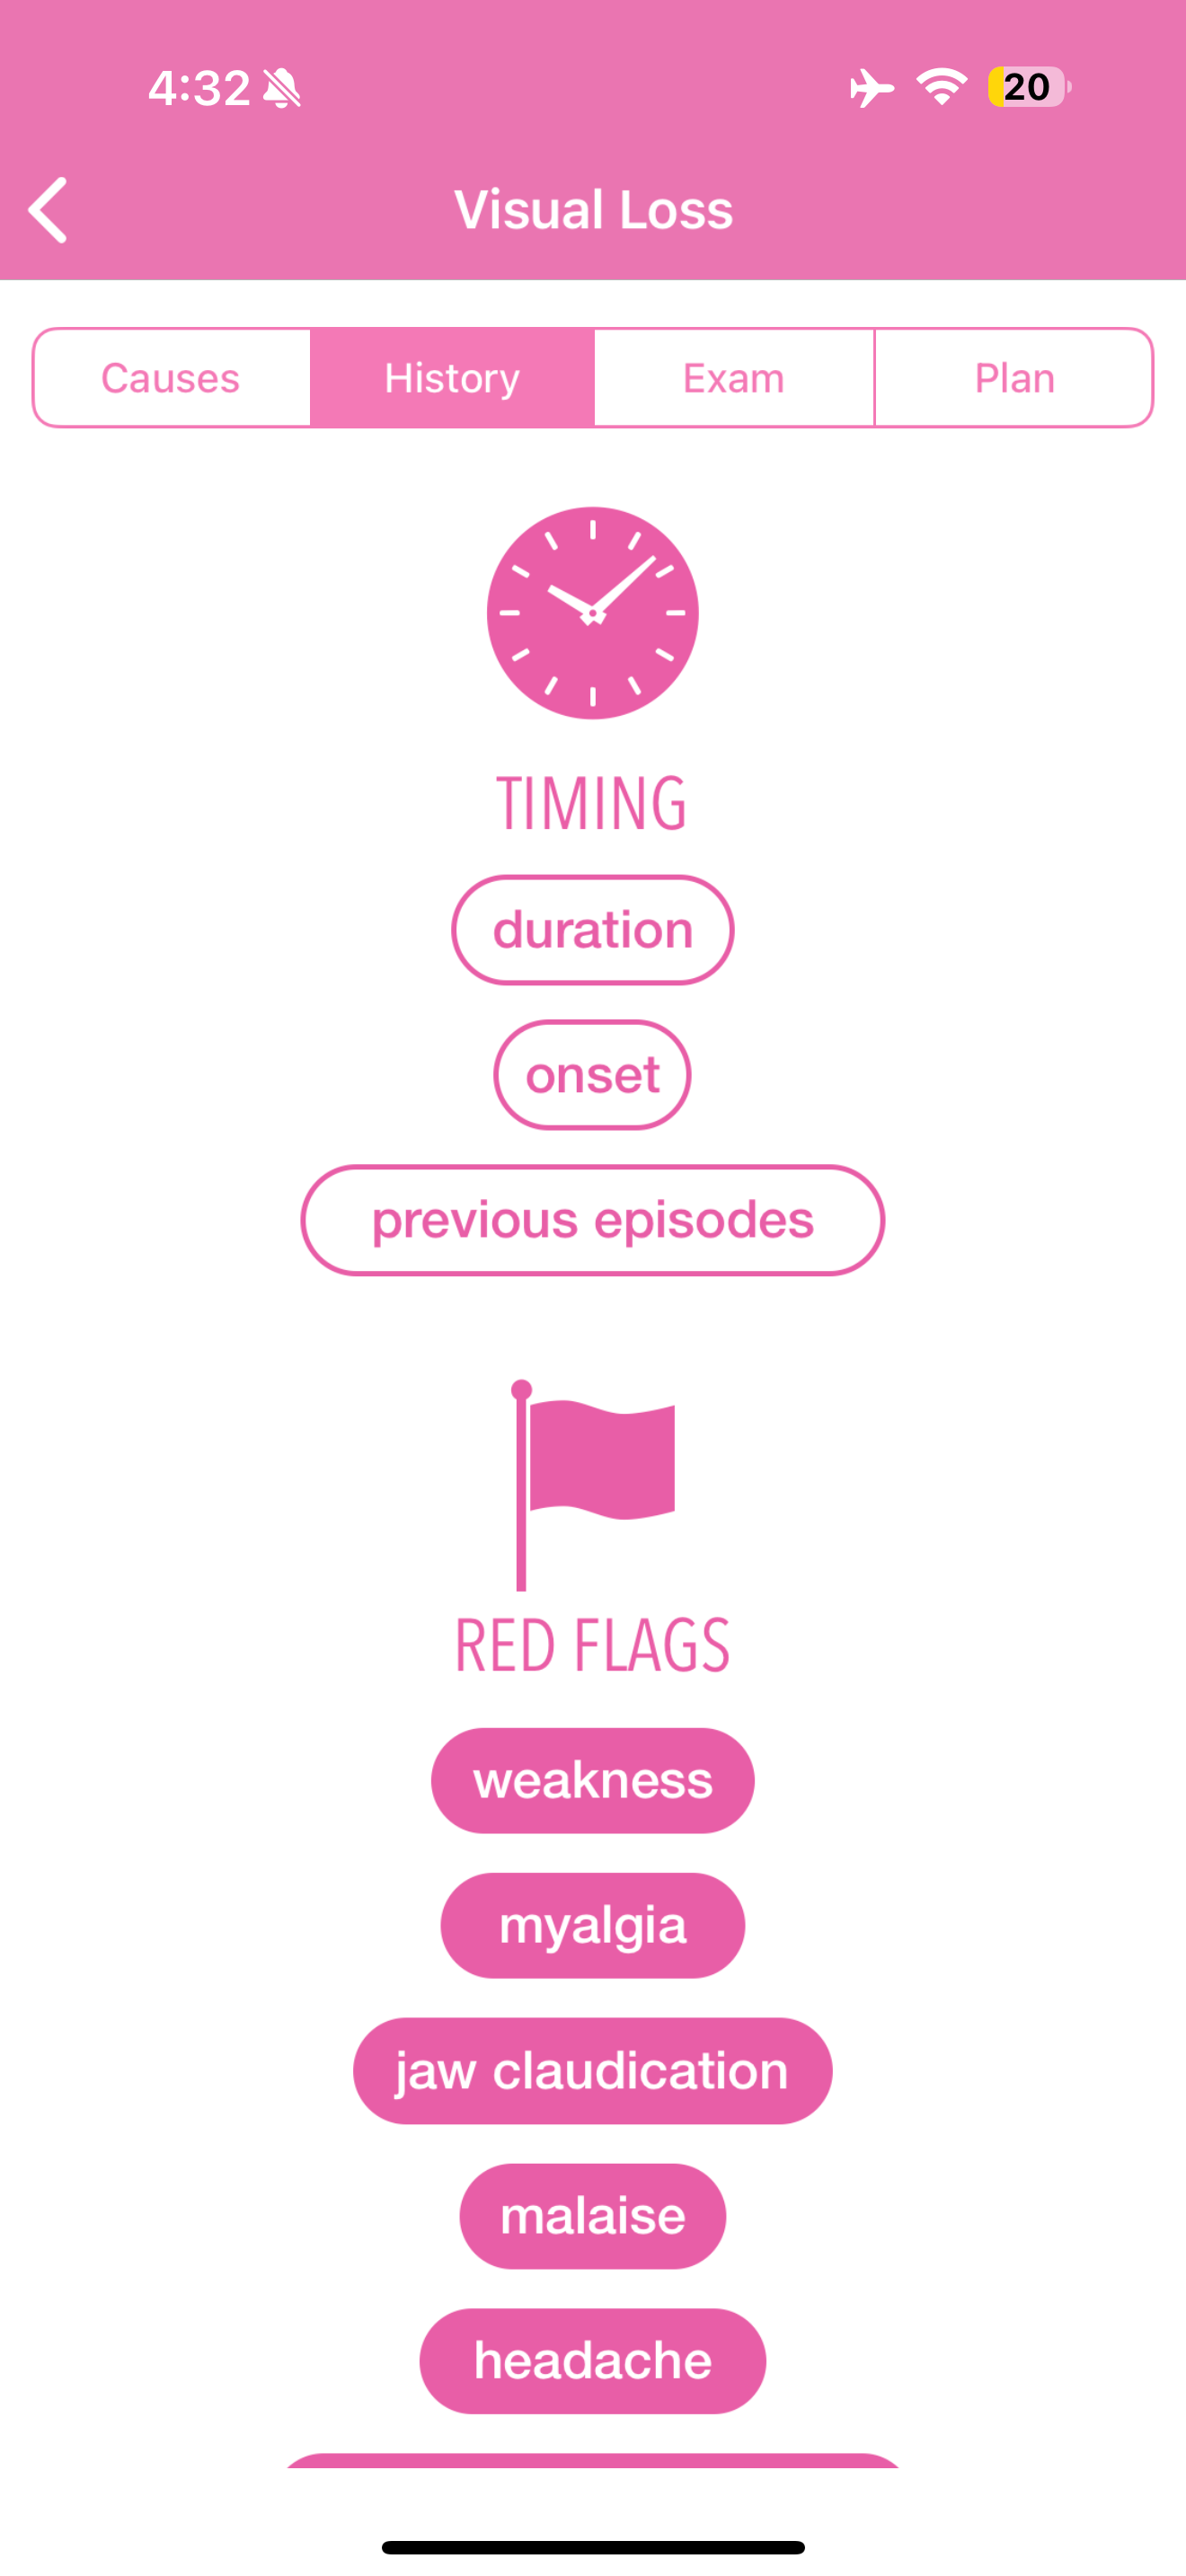 4:32
20
Visual Loss
Causes History Exam Plan
TIMING
duration
onset
previous episodes
RED FLAGS
weakness
myalgia
jaw claudication
malaise
headache